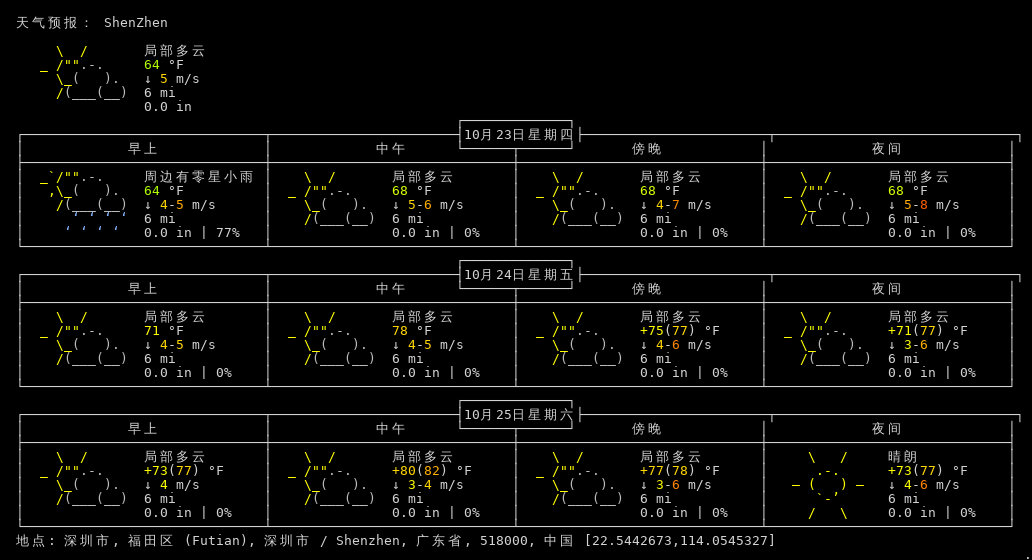 天气预报： ShenZhen
局部多云
64 °F
↓ 5 m/s
6 mi
0.0 in
10月23日星期四
早上 中午 傍晚 夜间
周边有零星小雨 局部多云 局部多云 局部多云
64 °F 68 °F 68 °F 68 °F
↓ 4-5 m/s ↓ 5-6 m/s ↓ 4-7 m/s ↓ 5-8 m/s
6 mi 6 mi 6 mi 6 mi
0.0 in | 77% 0.0 in | 0% 0.0 in | 0% 0.0 in | 0%
10月24日星期五
早上 中午 傍晚 夜间
局部多云 局部多云 局部多云 局部多云
71 °F 78 °F +75(77) °F +71(77) °F
↓ 4-5 m/s ↓ 4-5 m/s ↓ 4-6 m/s ↓ 3-6 m/s
6 mi 6 mi 6 mi 6 mi
0.0 in | 0% 0.0 in | 0% 0.0 in | 0% 0.0 in | 0%
10月25日星期六
早上 中午 傍晚 夜间
局部多云 局部多云 局部多云 晴朗
+73(77) °F +80(82) °F +77(78) °F +73(77) °F
↓ 4 m/s ↓ 3-4 m/s ↓ 3-6 m/s ↓ 4-6 m/s
6 mi 6 mi 6 mi 6 mi
0.0 in | 0% 0.0 in | 0% 0.0 in | 0% 0.0 in | 0%
地点: 深圳市, 福田区 (Futian), 深圳市 / Shenzhen, 广东省, 518000, 中国 [22.5442673,114.0545327]